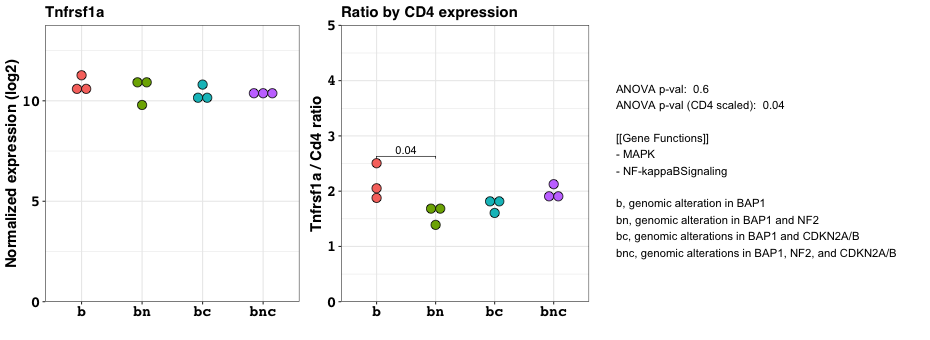 Tnfrsf1a
Normalized expression (log2)
10
5
0
b
bn
bc
bnc
Ratio by CD4 expression
Tnfrsf1a / Cd4 ratio
5
4
3
2
1
0
0.04
b
bn
bc
bnc
ANOVA p-val: 0.6
ANOVA p-val (CD4 scaled): 0.04
[[Gene Functions]]
- MAPK
- NF-kappaBSignaling
b, genomic alteration in BAP1
bn, genomic alteration in BAP1 and NF2
bc, genomic alterations in BAP1 and CDKN2A/B
bnc, genomic alterations in BAP1, NF2, and CDKN2A/B